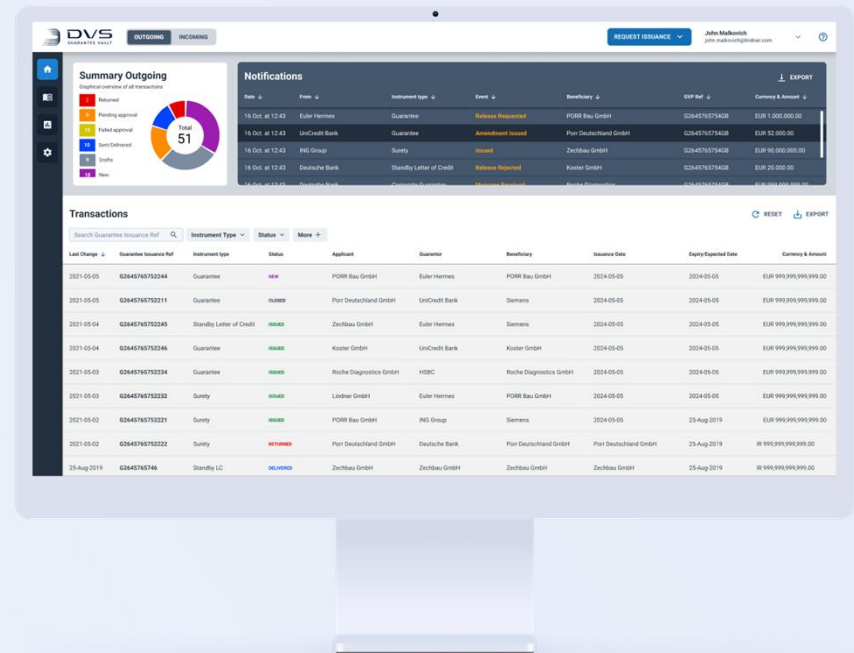 DVS
GUARANTEE VAULT
OUTGOING INCOMING
REQUEST ISSUANCE
John Malkovich
john.malkovich@lindner.com
Summary Outgoing
Graphical overview of all transactions
2 Returned
8 Pending approval
Failed approval
10 Sent/Delivered
9 Drafts
18 New
Total
51
Notifications
EXPORT
Date From Instrument type Event Beneficiary GVP Ref Currency & Amount
16 Oct. at 12:43 Euler Hermes Guarantee Release Requested PORR Bau GmbH G2645765754GB EUR 1.000.000.00
16 Oct. at 12:43 UniCredit Bank Guarantee Amendment Issued Porr Deutschland GmbH G2645765754GB EUR 52.000.00
16 Oct. at 12:43 ING Group Surety Issued Zechbau GmbH G2645765754GB EUR 90.000.000.00
16 Oct. at 12:43 Deutsche Bank Standby Letter of Credit Release Rejected Koster GmbH G2645765754GB EUR 20.000.00
Transactions
RESET EXPORT
Search Guarantee Issuance Ref Instrument Type Status More +
Last Change Guarantee Issuance Ref Instrument type Status Applicant Guarantor Beneficiary Issuance Date Expiry/Expected Date Currency & Amount
2021-05-05 G2645765752244 Guarantee NEW PORR Bau GmbH Euler Hermes PORR Bau GmbH 2024-05-05 2024-05-05 EUR 999,999,999,999.00
2021-05-05 G2645765752211 Guarantee CLOSED Porr Deutschland GmbH UniCredit Bank Siemens 2024-05-05 2024-05-05 EUR 999,999,999,999.00
2021-05-04 G2645765752245 Standby Letter of Credit ISSUED Zechbau GmbH Euler Hermes Siemens 2024-05-05 2024-05-05 EUR 999,999,999,999.00
2021-05-04 G2645765752246 Guarantee ISSUED Koster GmbH UniCredit Bank Koster GmbH 2024-05-05 2024-05-05 EUR 999,999,999,999.00
2021-05-03 G2645765752234 Guarantee ISSUED Roche Diagnostics GmbH HSBC Roche Diagnostics GmbH 2024-05-05 2024-05-05 EUR 999,999,999,999.00
2021-05-03 G2645765752232 Surety ISSUED Lindner GmbH Euler Hermes PORR Bau GmbH 2024-05-05 2024-05-05 EUR 999,999,999,999.00
2021-05-02 G2645765752221 Surety ISSUED PORR Bau GmbH ING Group Siemens 2024-05-05 25-Aug-2019 EUR 999,999,999,999.00
2021-05-02 G2645765752222 Surety RETURNED Porr Deutschland GmbH Deutsche Bank Porr Deutschland GmbH Porr Deutschland GmbH 25-Aug-2019 IR 999,999,999,999.00
25-Aug-2019 G2645765746 Standby LC DELIVERED Zechbau GmbH Zechbau GmbH Zechbau GmbH Zechbau GmbH 25-Aug-2019 IR 999,999,999,999.00